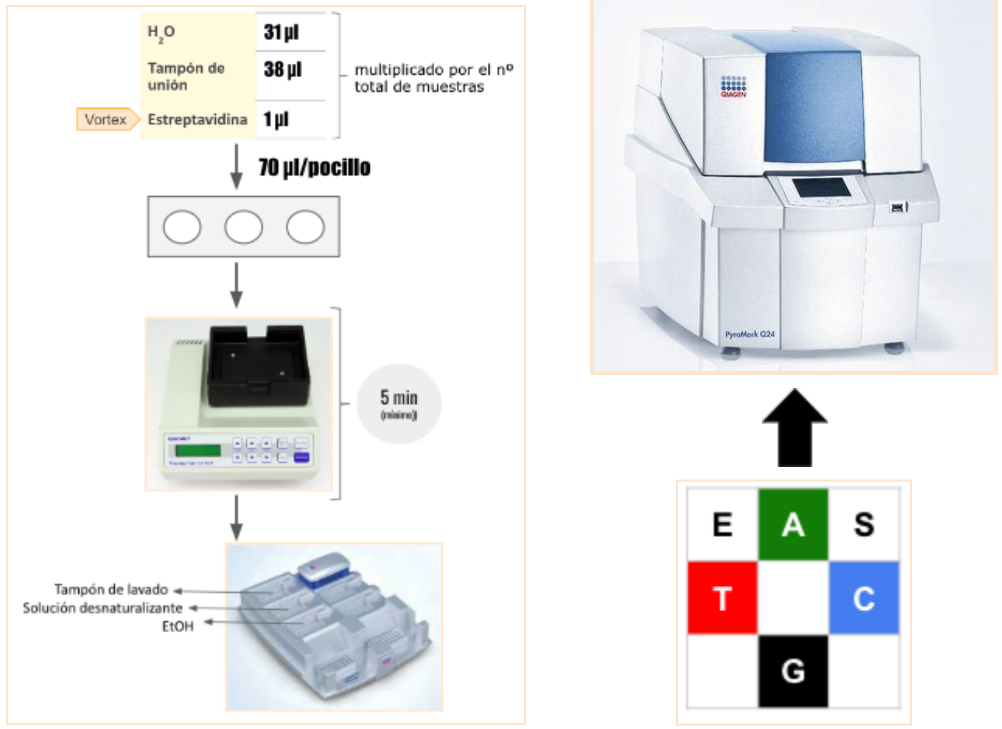 H2O 31 µl
Tampón de
unión 38 µl
Vortex Estreptavidina 1 µl
multiplicado por el nº
total de muestras
70 µl/pocillo
5 min
(mínimo))
Tampón de lavado
Solución desnaturalizante
EtOH
QIAGEN
PyroMark Q24
E A S
T C
G